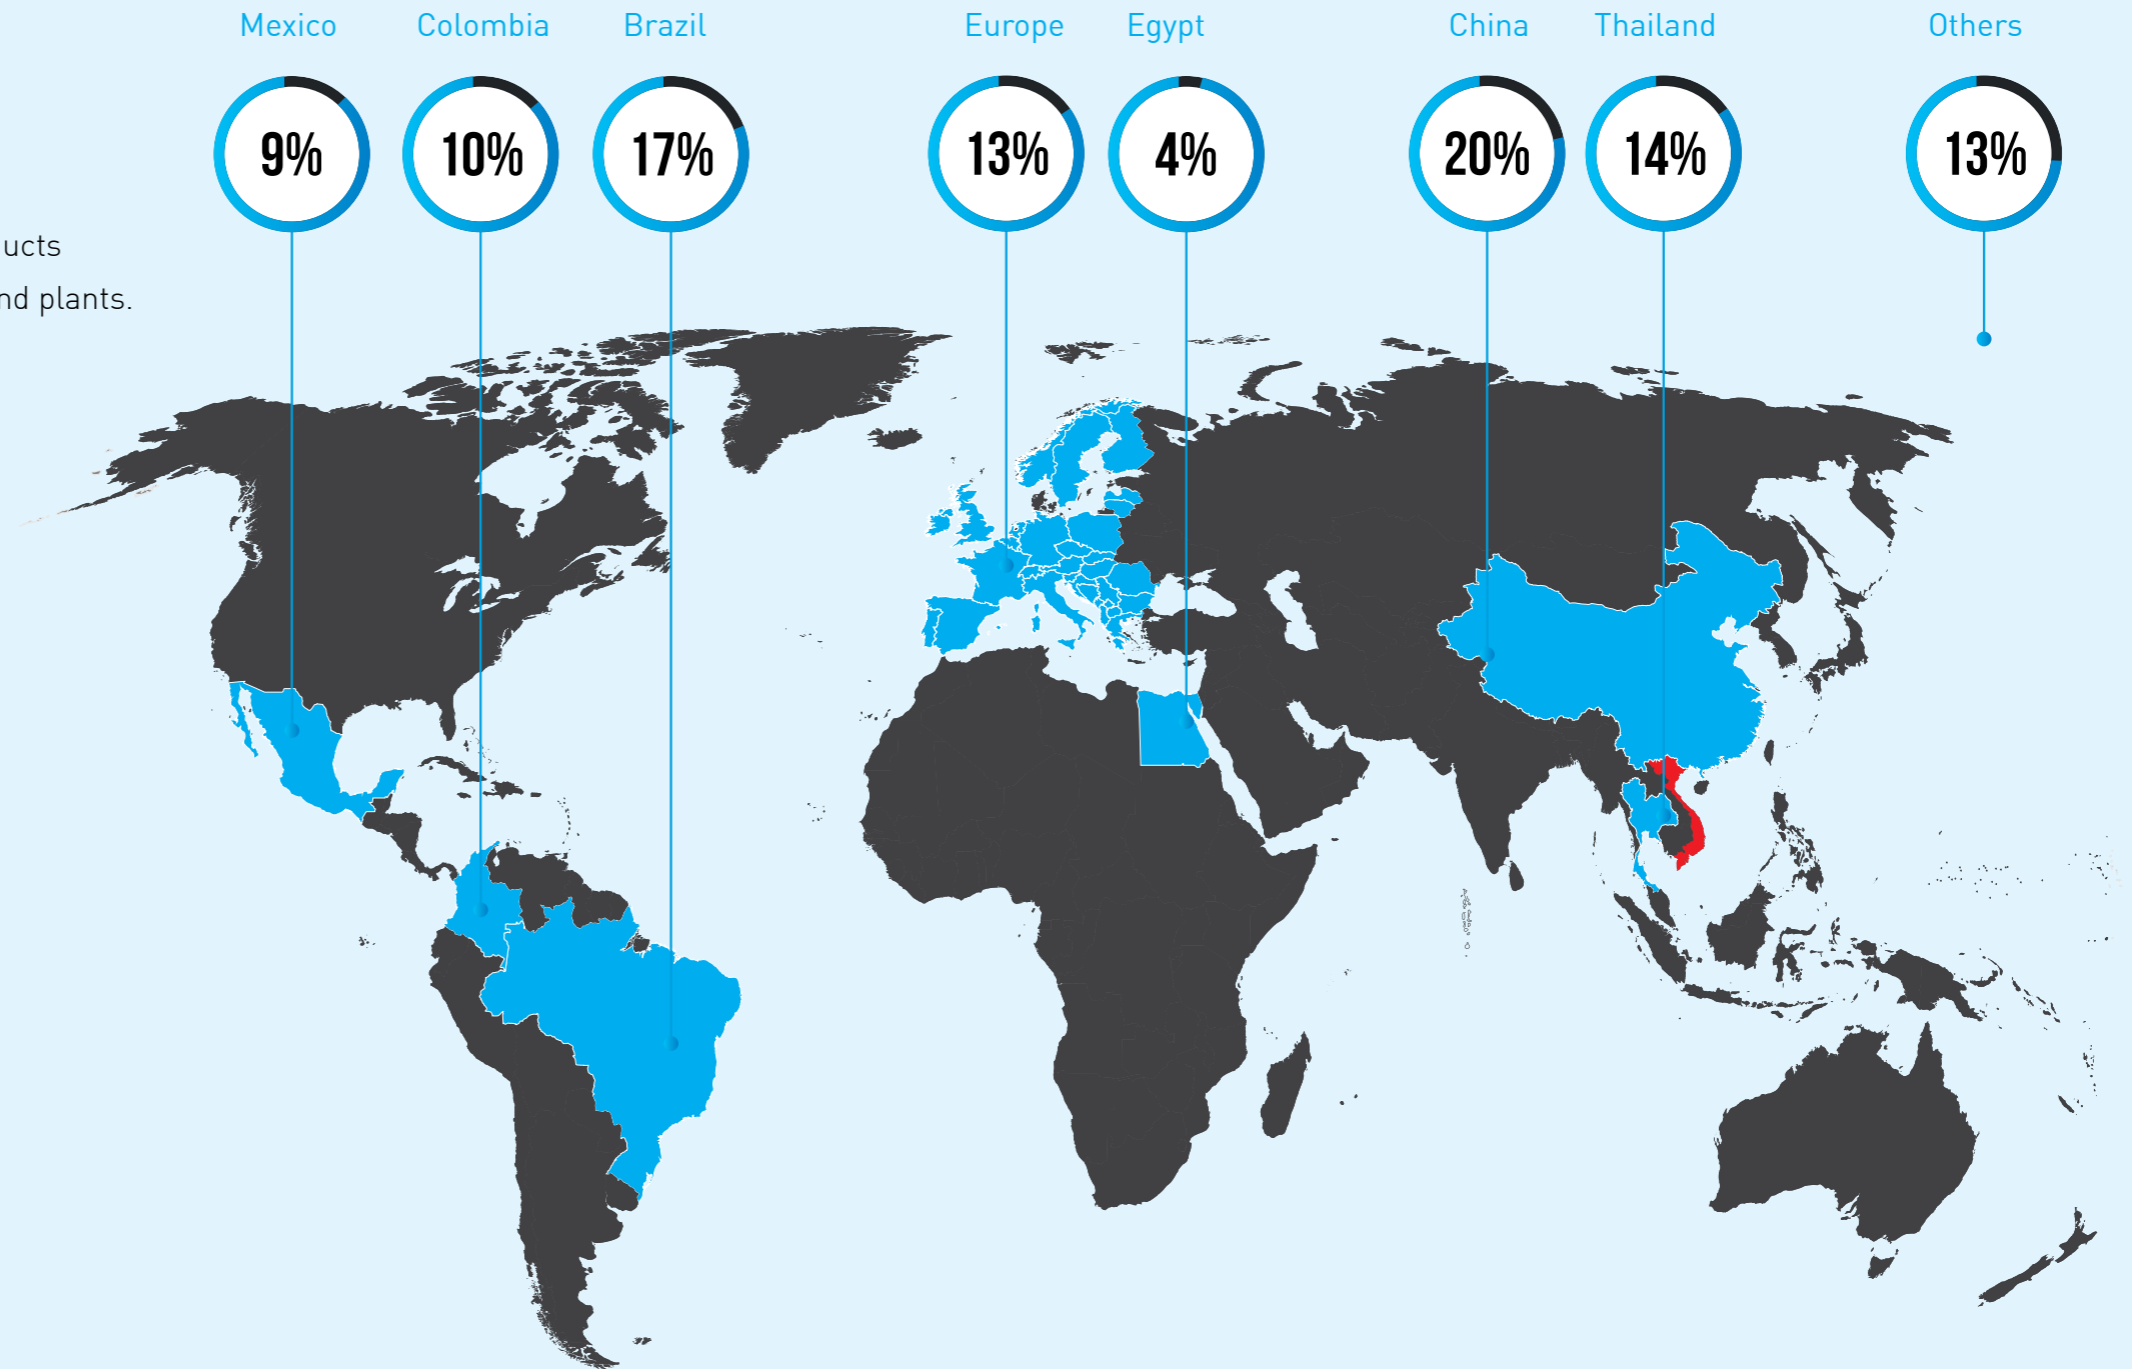 Mexico
Colombia
Brazil
Europe
Egypt
China
Thailand
Others
9%
10%
17%
13%
4%
20%
14%
13%
ucts
nd plants.